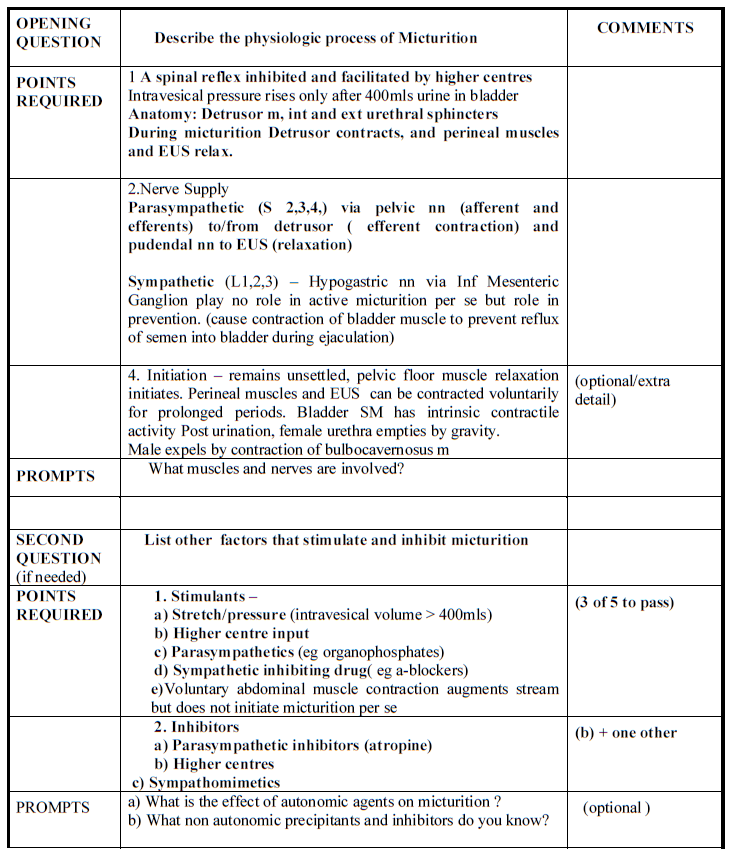 OPENING QUESTION
Describe the physiologic process of Micturition
COMMENTS
POINTS REQUIRED
1 A spinal reflex inhibited and facilitated by higher centres
Intravesical pressure rises only after 400mls urine in bladder
Anatomy: Detrusor m, int and ext urethral sphincters
During micturition Detrusor contracts, and perineal muscles
and EUS relax.
2.Nerve Supply
Parasympathetic (S 2,3,4,) via pelvic nn (afferent and
efferents) to/from detrusor ( efferent contraction) and
pudendal nn to EUS (relaxation)
Sympathetic (L1,2,3) – Hypogastric nn via Inf Mesenteric
Ganglion play no role in active micturition per se but role in
prevention. (cause contraction of bladder muscle to prevent reflux
of semen into bladder during ejaculation)
4. Initiation – remains unsettled, pelvic floor muscle relaxation
initiates. Perineal muscles and EUS can be contracted voluntarily
for prolonged periods. Bladder SM has intrinsic contractile
activity Post urination, female urethra empties by gravity.
Male expels by contraction of bulbocavernosus m
(optional/extra
detail)
PROMPTS
What muscles and nerves are involved?
SECOND
QUESTION
(if needed)
List other factors that stimulate and inhibit micturition
POINTS
REQUIRED
1. Stimulants –
a) Stretch/pressure (intravesical volume > 400mls)
b) Higher centre input
c) Parasympathetics (eg organophosphates)
d) Sympathetic inhibiting drug( eg a-blockers)
e)Voluntary abdominal muscle contraction augments stream
but does not initiate micturition per se
(3 of 5 to pass)
2. Inhibitors
a) Parasympathetic inhibitors (atropine)
b) Higher centres
c) Sympathomimetics
(b) + one other
PROMPTS
a) What is the effect of autonomic agents on micturition ?
b) What non autonomic precipitants and inhibitors do you know?
(optional )